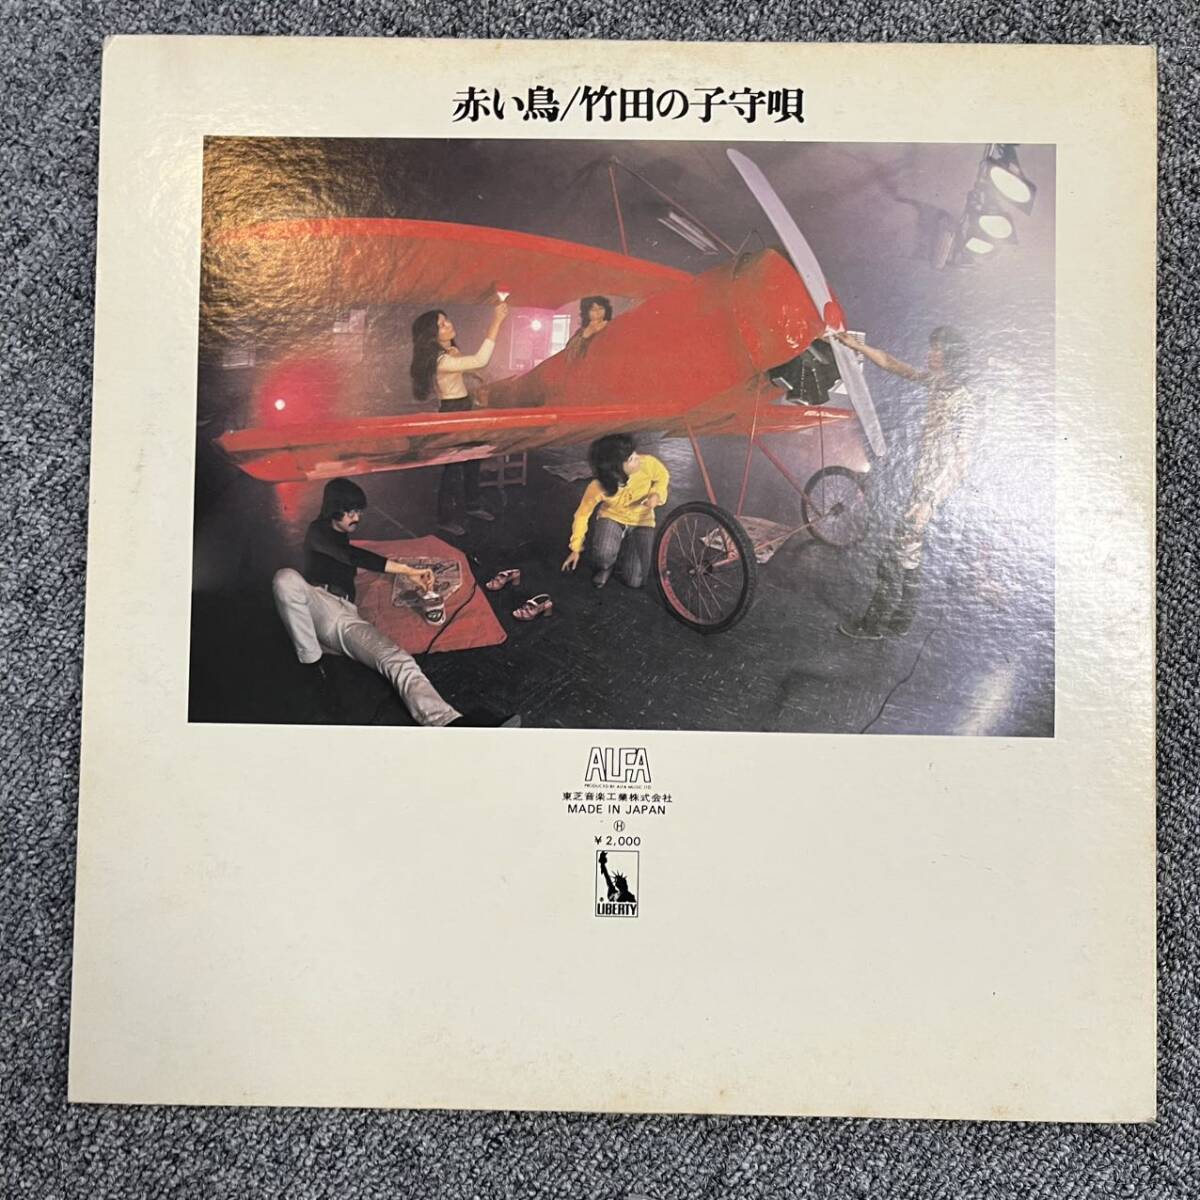 赤い鳥/竹田の子守唄
ALFA
PRODUCED BY ALFA MUSIC LTD
東芝音楽工業株式会社
MADE IN JAPAN
Ⓗ
¥2,000
LIBERTY